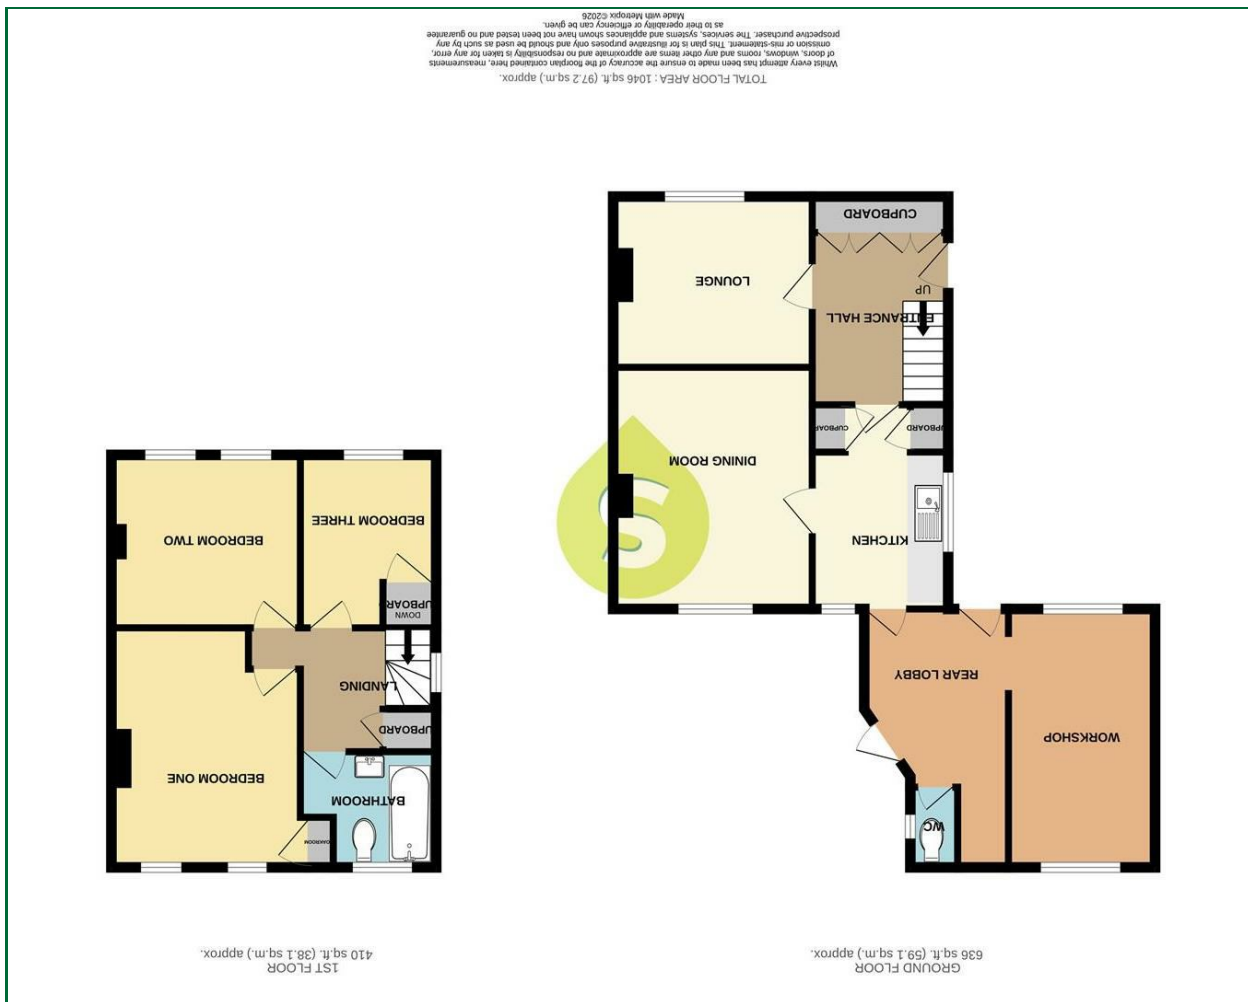 GROUND FLOOR
636 sq.ft. (59.1 sq.m.) approx.
1ST FLOOR
410 sq.ft. (38.1 sq.m.) approx.
WC
WORKSHOP
REAR LOBBY
KITCHEN
DINING ROOM
CUPBOARD
CUPBOARD
ENTRANCE HALL
UP
LOUNGE
CUPBOARD
BATHROOM
BEDROOM ONE
CUPBOARD
LANDING
DOWN
CUPBOARD
BEDROOM THREE
BEDROOM TWO
S
TOTAL FLOOR AREA : 1046 sq.ft. (97.2 sq.m.) approx.
Whilst every attempt has been made to ensure the accuracy of the floorplan contained here, measurements
of doors, windows, rooms and any other items are approximate and no responsibility is taken for any error,
omission or mis-statement. This plan is for illustrative purposes only and should be used as such by any
prospective purchaser. The services, systems and appliances shown have not been tested and no guarantee
as to their operability or efficiency can be given.
Made with Metropix ©2026